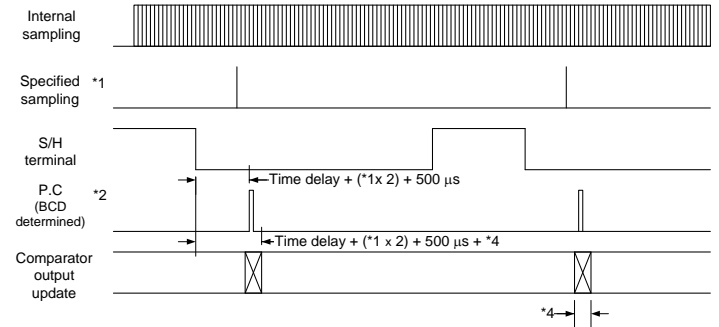 Internal
sampling
Specified *1
sampling
S/H
terminal
Time delay + (*1x 2) + 500 μs
P.C *2
(BCD
determined)
Time delay + (*1 x 2) + 500 μs + *4
Comparator
output
update
*4